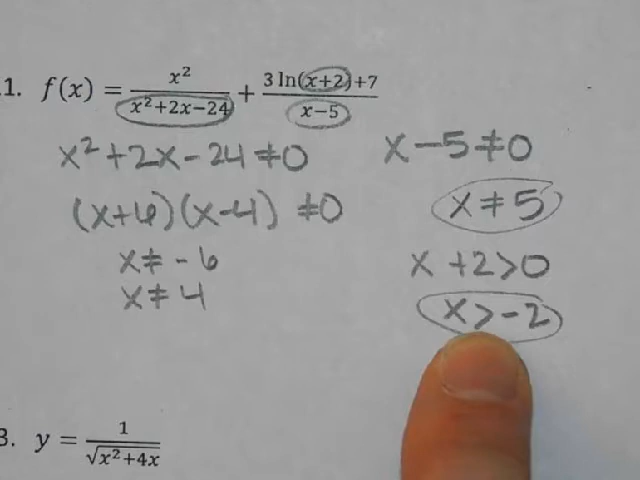 1. f(x) = x²/(x²+2x−24) + (3 ln(x+2)+7)/(x−5)
x² + 2x − 24 ≠ 0
x − 5 ≠ 0
(x+6)(x−4) ≠ 0
x ≠ 5
x ≠ −6
x + 2 > 0
x ≠ 4
x > −2
3. y = 1/√(x²+4x)